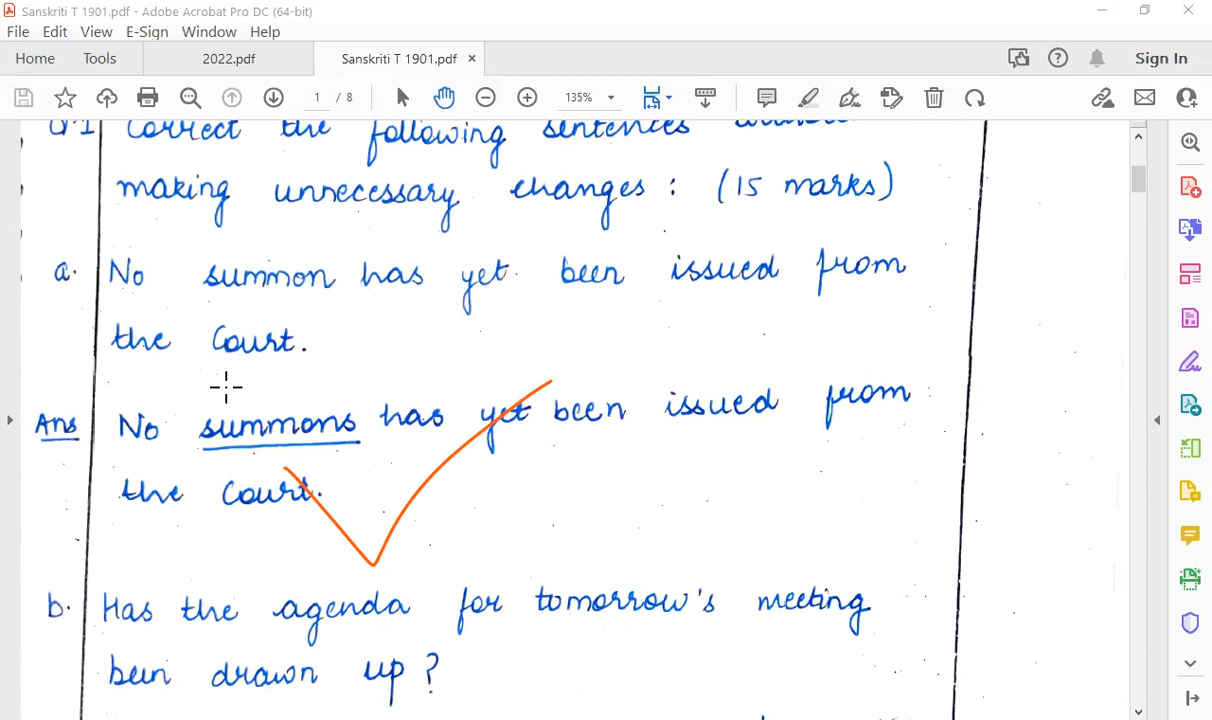 Sanskriti T 1901.pdf - Adobe Acrobat Pro DC (64-bit)
File Edit View E-Sign Window Help
Home Tools 2022.pdf Sanskriti T 1901.pdf × Sign In
1 / 8 135%
Q.1 Correct the following sentences without
making unnecessary changes : (15 marks)
a. No summon has yet been issued from
the Court.
Ans No summons has yet been issued from
the Court.
b. Has the agenda for tomorrow's meeting
been drawn up?